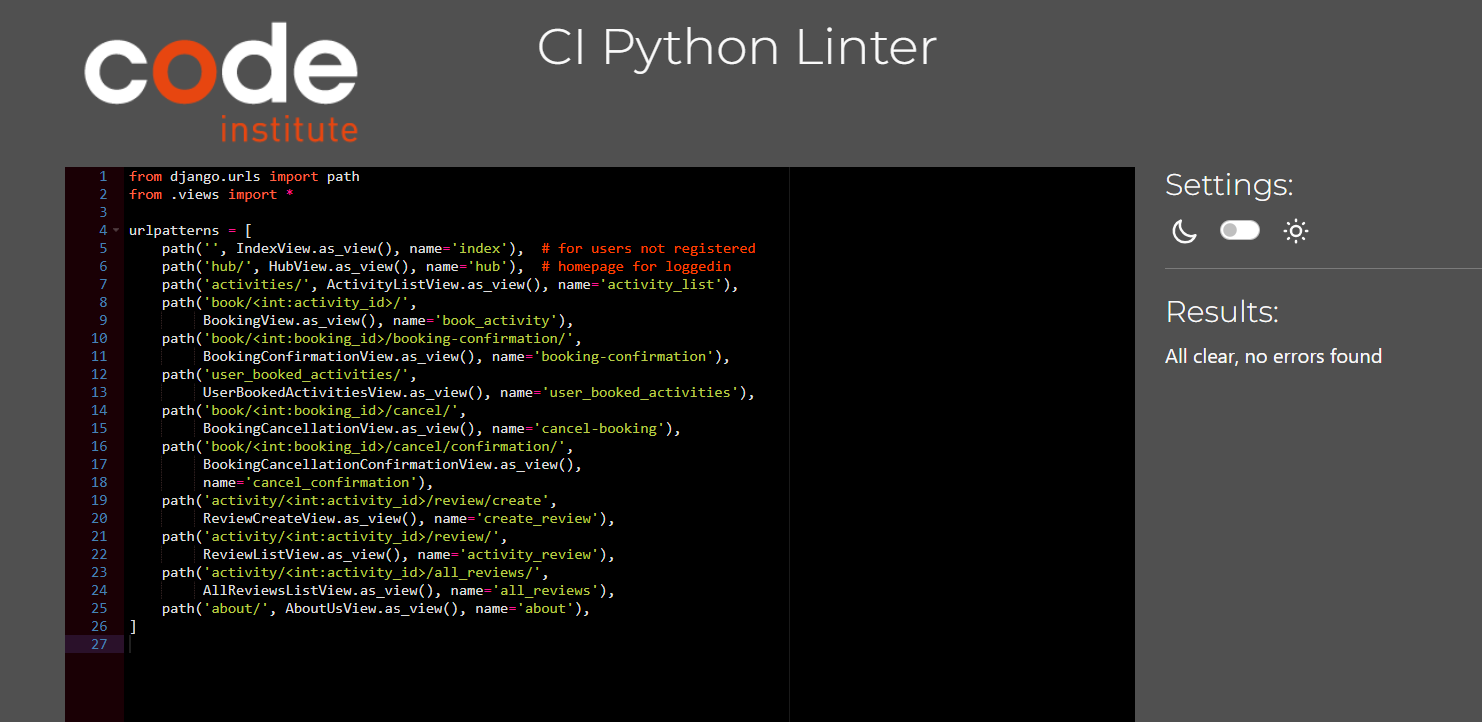 code
institute
CI Python Linter
1 from django.urls import path
2 from .views import *
3
4 urlpatterns = [
5     path('', IndexView.as_view(), name='index'),  # for users not registered
6     path('hub/', HubView.as_view(), name='hub'),  # homepage for loggedin
7     path('activities/', ActivityListView.as_view(), name='activity_list'),
8     path('book/<int:activity_id>/',
9          BookingView.as_view(), name='book_activity'),
10     path('book/<int:booking_id>/booking-confirmation/',
11          BookingConfirmationView.as_view(), name='booking-confirmation'),
12     path('user_booked_activities/',
13          UserBookedActivitiesView.as_view(), name='user_booked_activities'),
14     path('book/<int:booking_id>/cancel/',
15          BookingCancellationView.as_view(), name='cancel-booking'),
16     path('book/<int:booking_id>/cancel/confirmation/',
17          BookingCancellationConfirmationView.as_view(),
18          name='cancel_confirmation'),
19     path('activity/<int:activity_id>/review/create',
20          ReviewCreateView.as_view(), name='create_review'),
21     path('activity/<int:activity_id>/review/',
22          ReviewListView.as_view(), name='activity_review'),
23     path('activity/<int:activity_id>/all_reviews/',
24          AllReviewsListView.as_view(), name='all_reviews'),
25     path('about/', AboutUsView.as_view(), name='about'),
26 ]
27
Settings:
Results:
All clear, no errors found